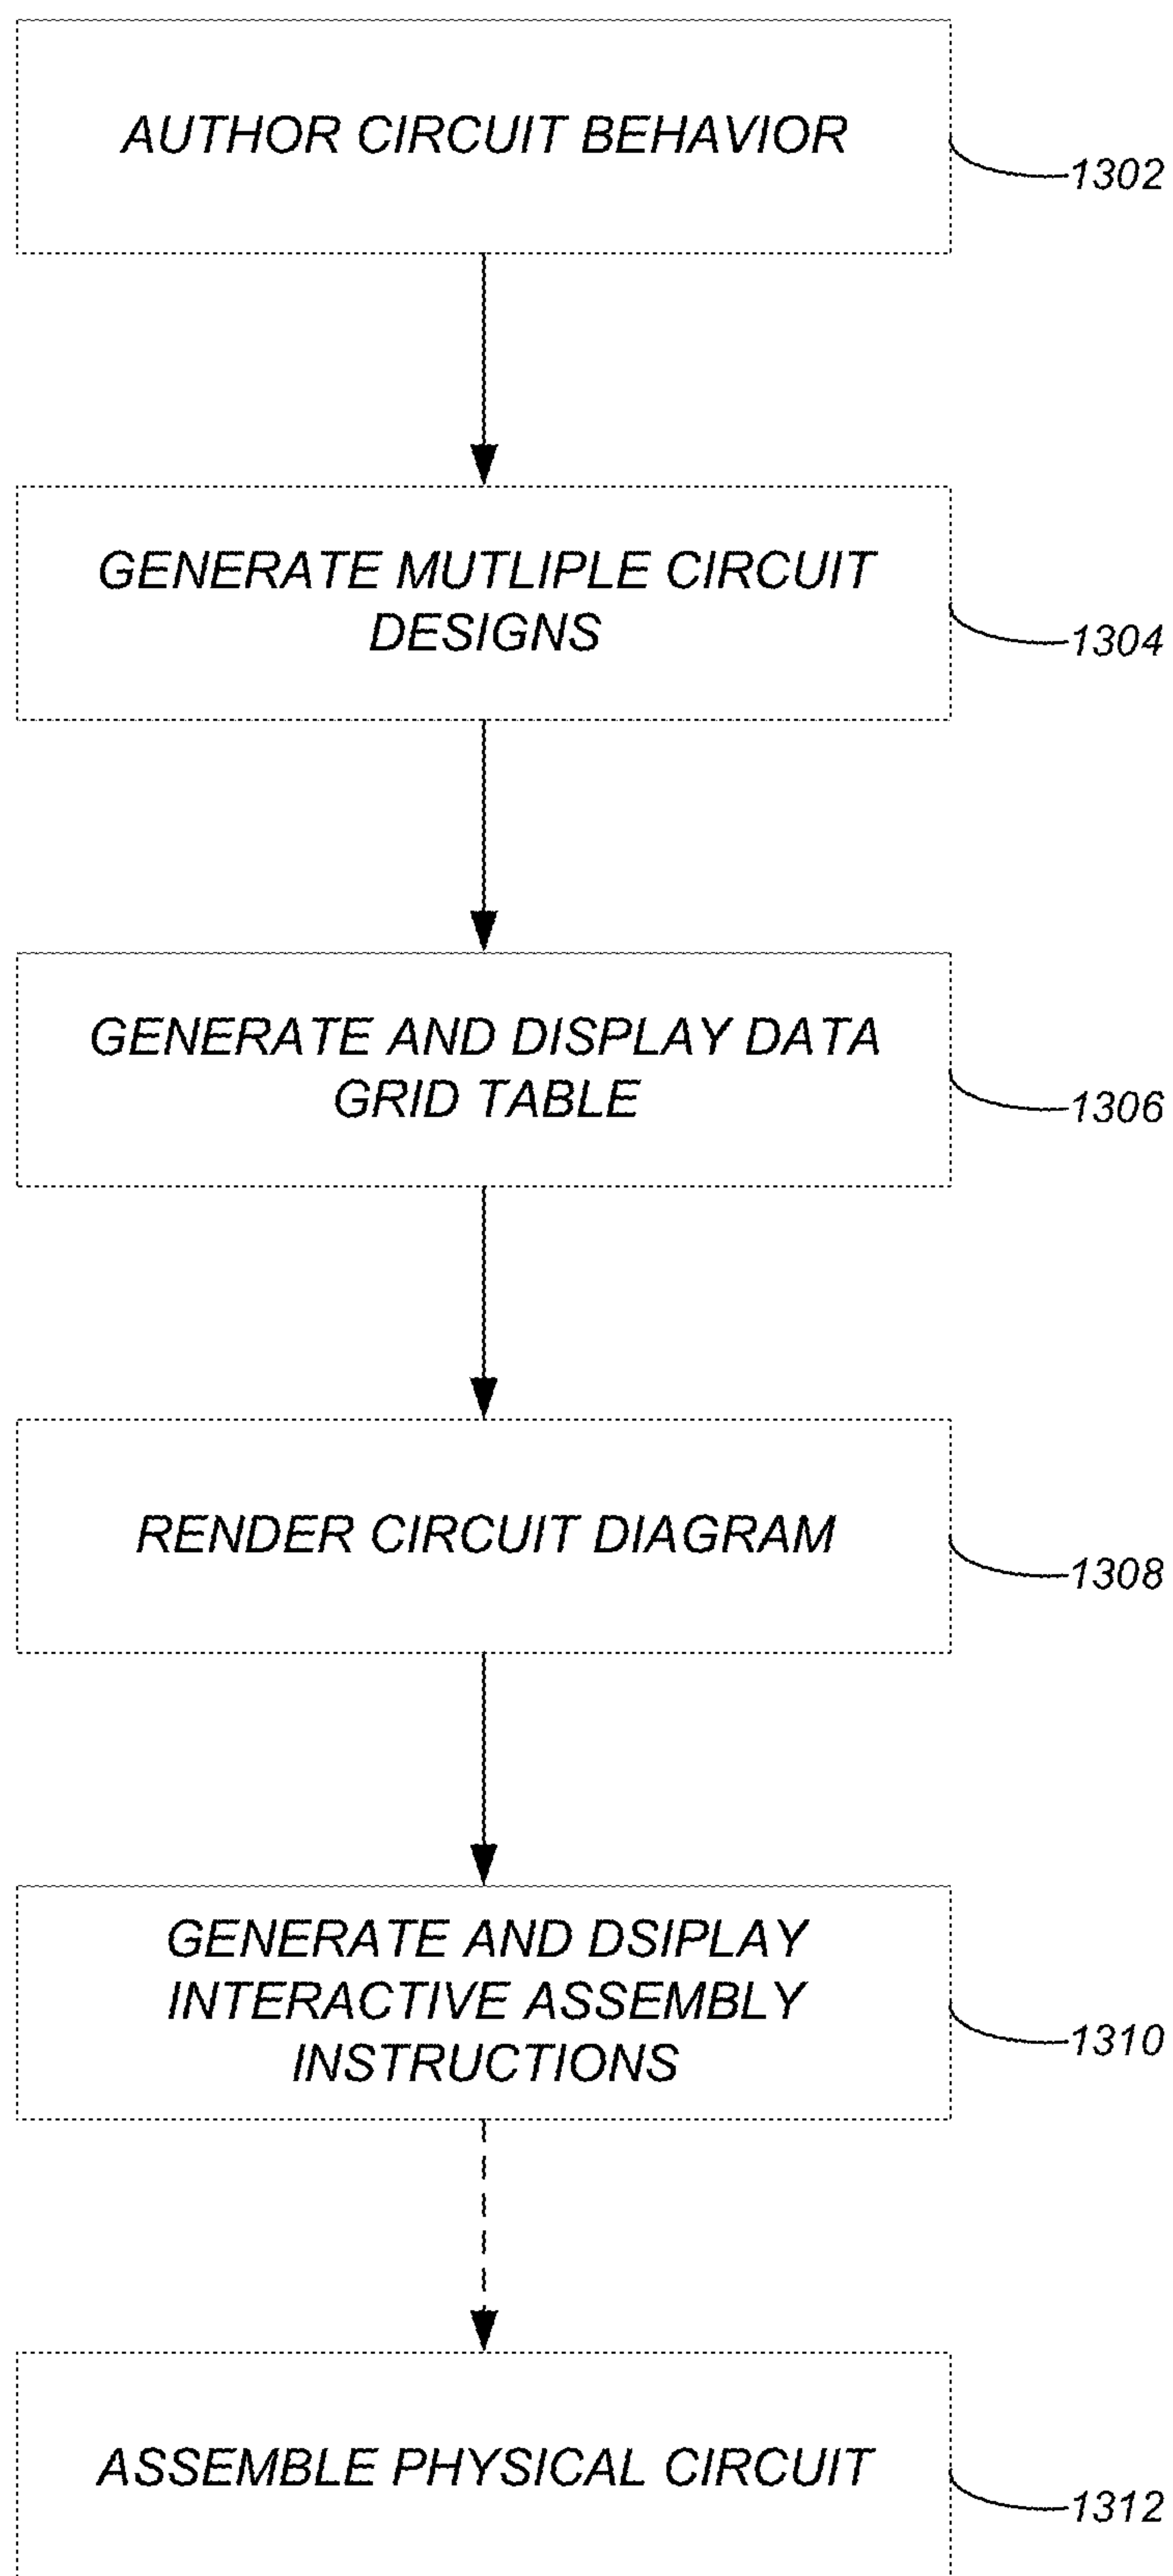 AUTHOR CIRCUIT BEHAVIOR
1302
GENERATE MUTLIPLE CIRCUIT
DESIGNS
1304
GENERATE AND DISPLAY DATA
GRID TABLE
1306
RENDER CIRCUIT DIAGRAM
1308
GENERATE AND DSIPLAY
INTERACTIVE ASSEMBLY
INSTRUCTIONS
1310
ASSEMBLE PHYSICAL CIRCUIT
1312